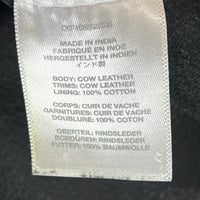 MADE IN INDIA
FABRIQUÉ EN INDE
HERGESTELLT IN INDIEN
インド製
BODY: COW LEATHER
TRIMS: COW LEATHER
LINING: 100% COTTON
CORPS: CUIR DE VACHE
GARNITURES: CUIR DE VACHE
DOUBLURE: 100% COTON
OBERTEIL: RINDSLEDER
BORDÜREN: RINDSLEDER
FUTTER: 100% BAUMWOLLE